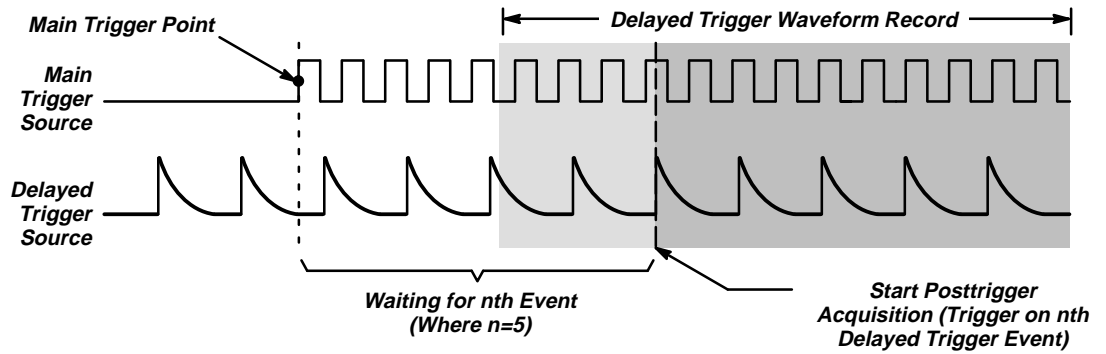 Delayed Trigger Waveform Record
Main Trigger Point
Main
Trigger
Source
Delayed
Trigger
Source
Waiting for nth Event
(Where n=5)
Start Posttrigger
Acquisition (Trigger on nth
Delayed Trigger Event)